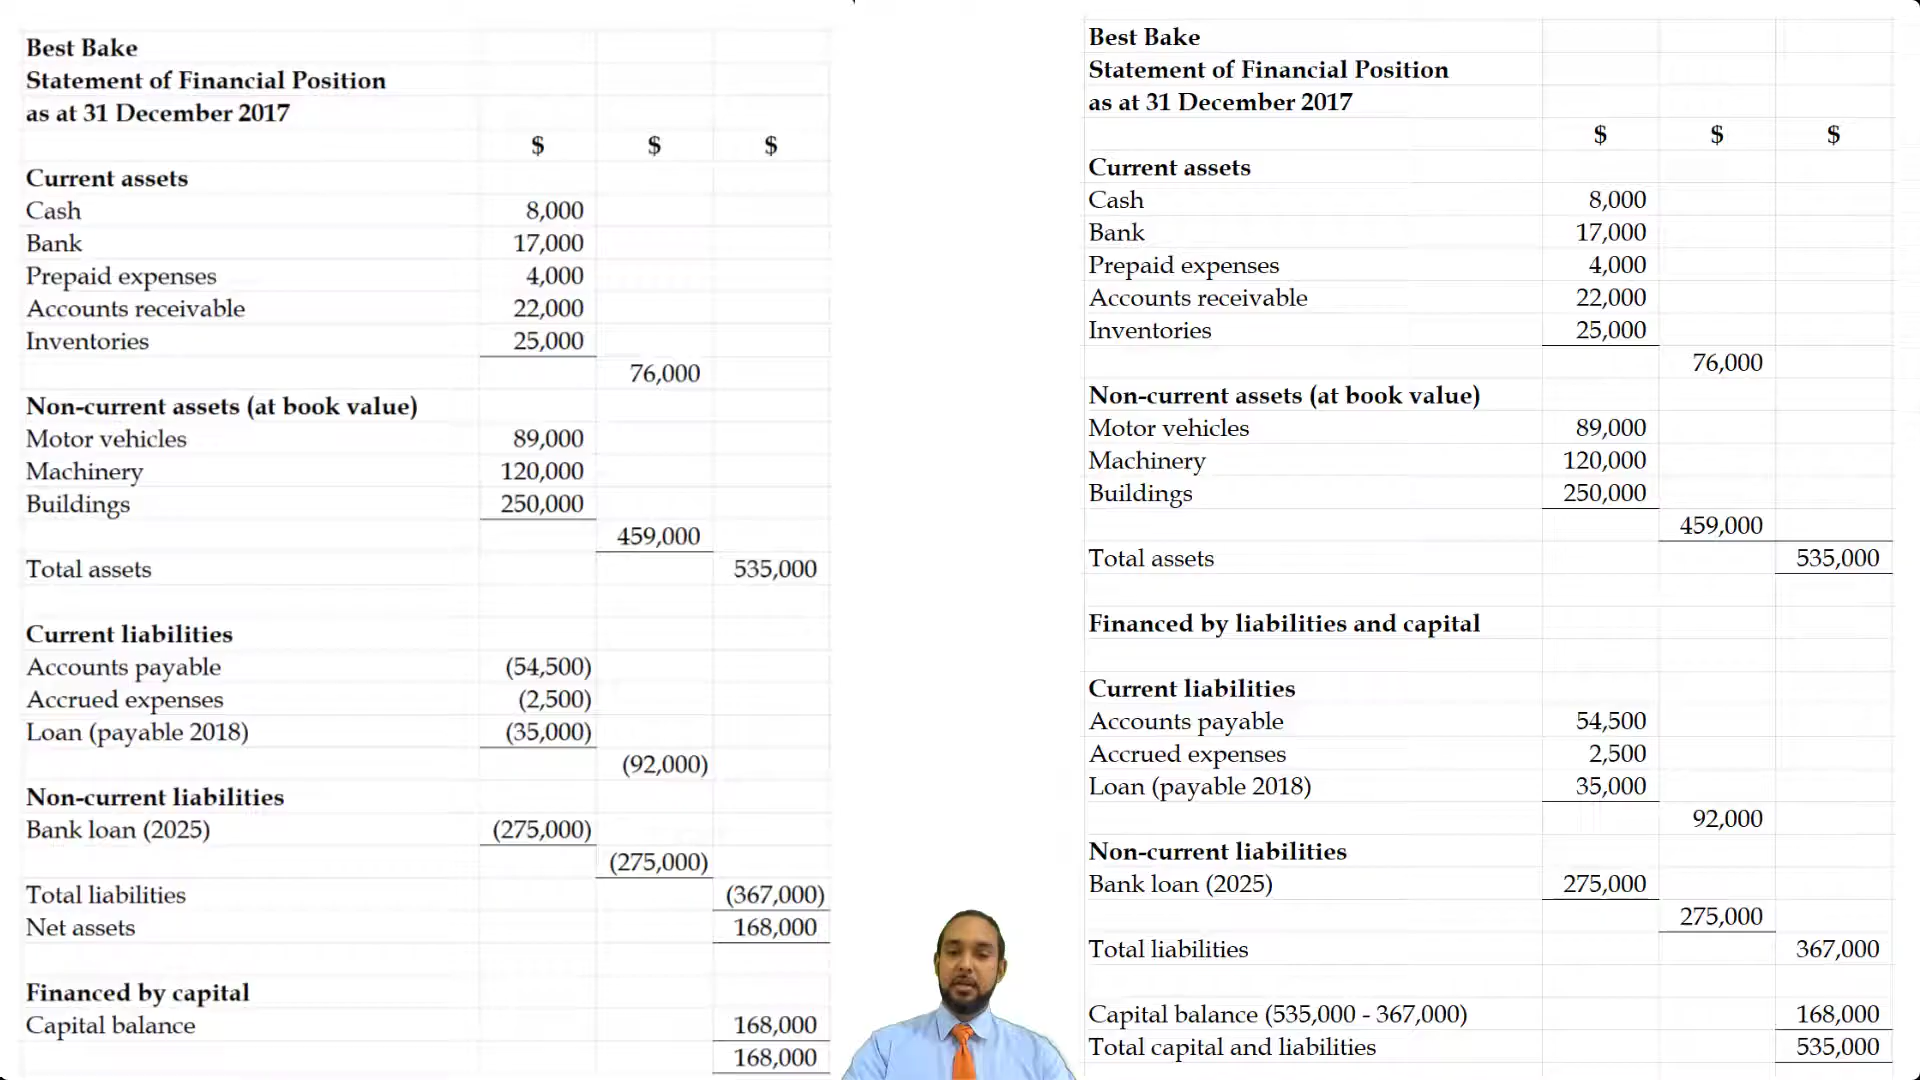 Best Bake
Statement of Financial Position
as at 31 December 2017
$ $ $
Current assets
Cash 8,000
Bank 17,000
Prepaid expenses 4,000
Accounts receivable 22,000
Inventories 25,000
76,000
Non-current assets (at book value)
Motor vehicles 89,000
Machinery 120,000
Buildings 250,000
459,000
Total assets 535,000
Current liabilities
Accounts payable (54,500)
Accrued expenses (2,500)
Loan (payable 2018) (35,000)
(92,000)
Non-current liabilities
Bank loan (2025) (275,000)
(275,000)
Total liabilities (367,000)
Net assets 168,000
Financed by capital
Capital balance 168,000
168,000
Best Bake
Statement of Financial Position
as at 31 December 2017
$ $ $
Current assets
Cash 8,000
Bank 17,000
Prepaid expenses 4,000
Accounts receivable 22,000
Inventories 25,000
76,000
Non-current assets (at book value)
Motor vehicles 89,000
Machinery 120,000
Buildings 250,000
459,000
Total assets 535,000
Financed by liabilities and capital
Current liabilities
Accounts payable 54,500
Accrued expenses 2,500
Loan (payable 2018) 35,000
92,000
Non-current liabilities
Bank loan (2025) 275,000
275,000
Total liabilities 367,000
Capital balance (535,000 - 367,000) 168,000
Total capital and liabilities 535,000